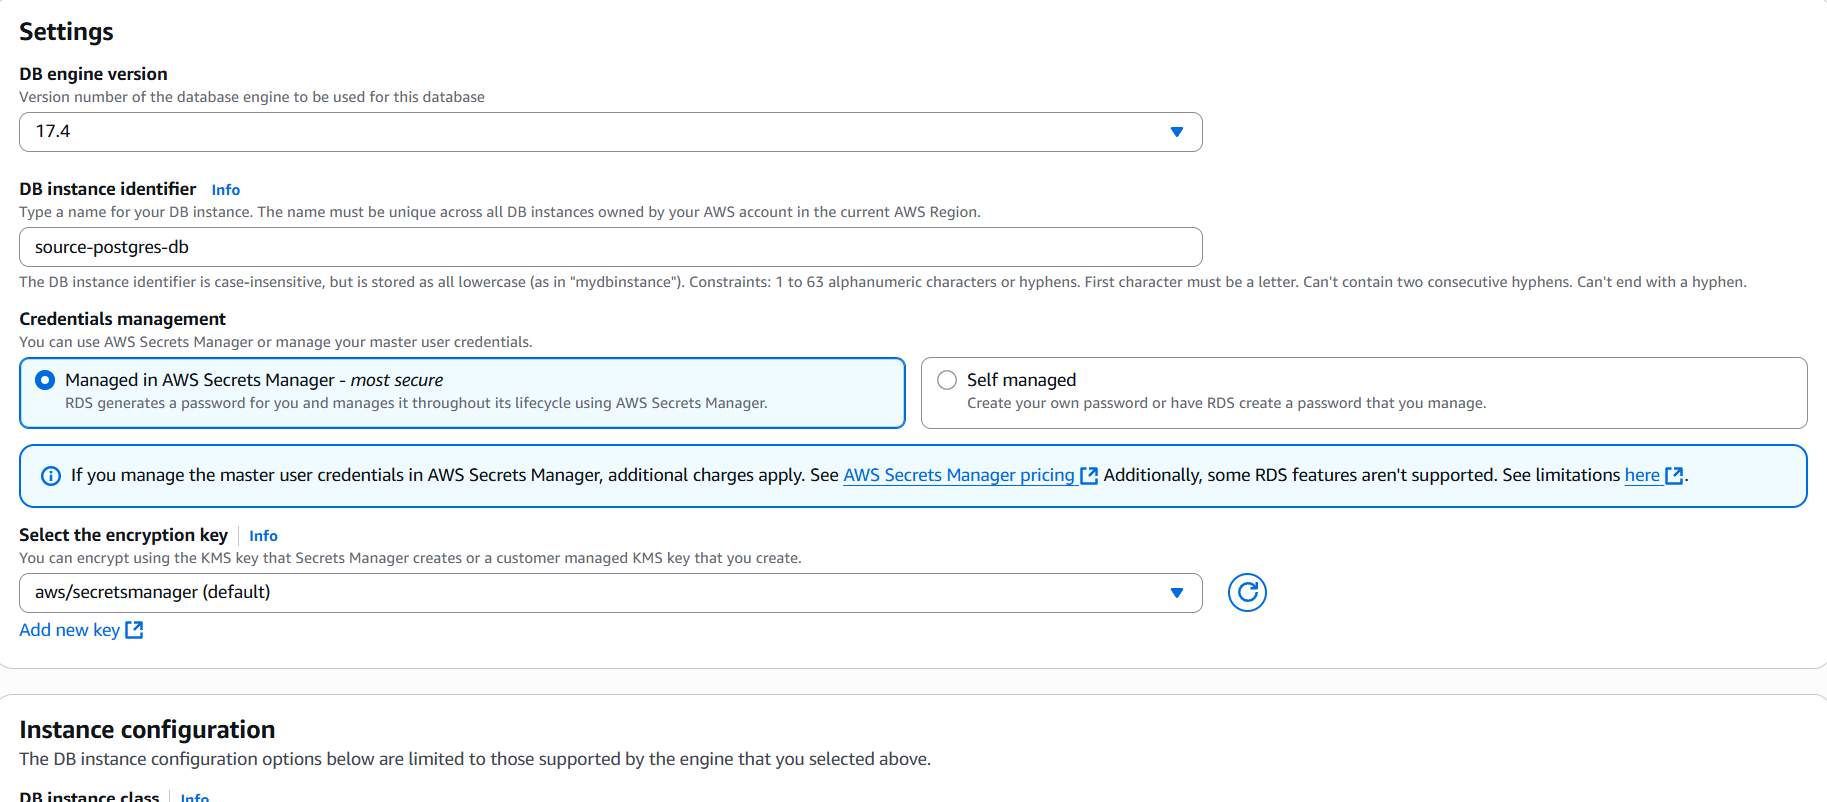 Settings
DB engine version
Version number of the database engine to be used for this database
17.4
DB instance identifier Info
Type a name for your DB instance. The name must be unique across all DB instances owned by your AWS account in the current AWS Region.
source-postgres-db
The DB instance identifier is case-insensitive, but is stored as all lowercase (as in "mydbinstance"). Constraints: 1 to 63 alphanumeric characters or hyphens. First character must be a letter. Can't contain two consecutive hyphens. Can't end with a hyphen.
Credentials management
You can use AWS Secrets Manager or manage your master user credentials.
Managed in AWS Secrets Manager - most secure
RDS generates a password for you and manages it throughout its lifecycle using AWS Secrets Manager.
Self managed
Create your own password or have RDS create a password that you manage.
If you manage the master user credentials in AWS Secrets Manager, additional charges apply. See AWS Secrets Manager pricing Additionally, some RDS features aren't supported. See limitations here.
Select the encryption key Info
You can encrypt using the KMS key that Secrets Manager creates or a customer managed KMS key that you create.
aws/secretsmanager (default)
Add new key
Instance configuration
The DB instance configuration options below are limited to those supported by the engine that you selected above.
DB instance class Info